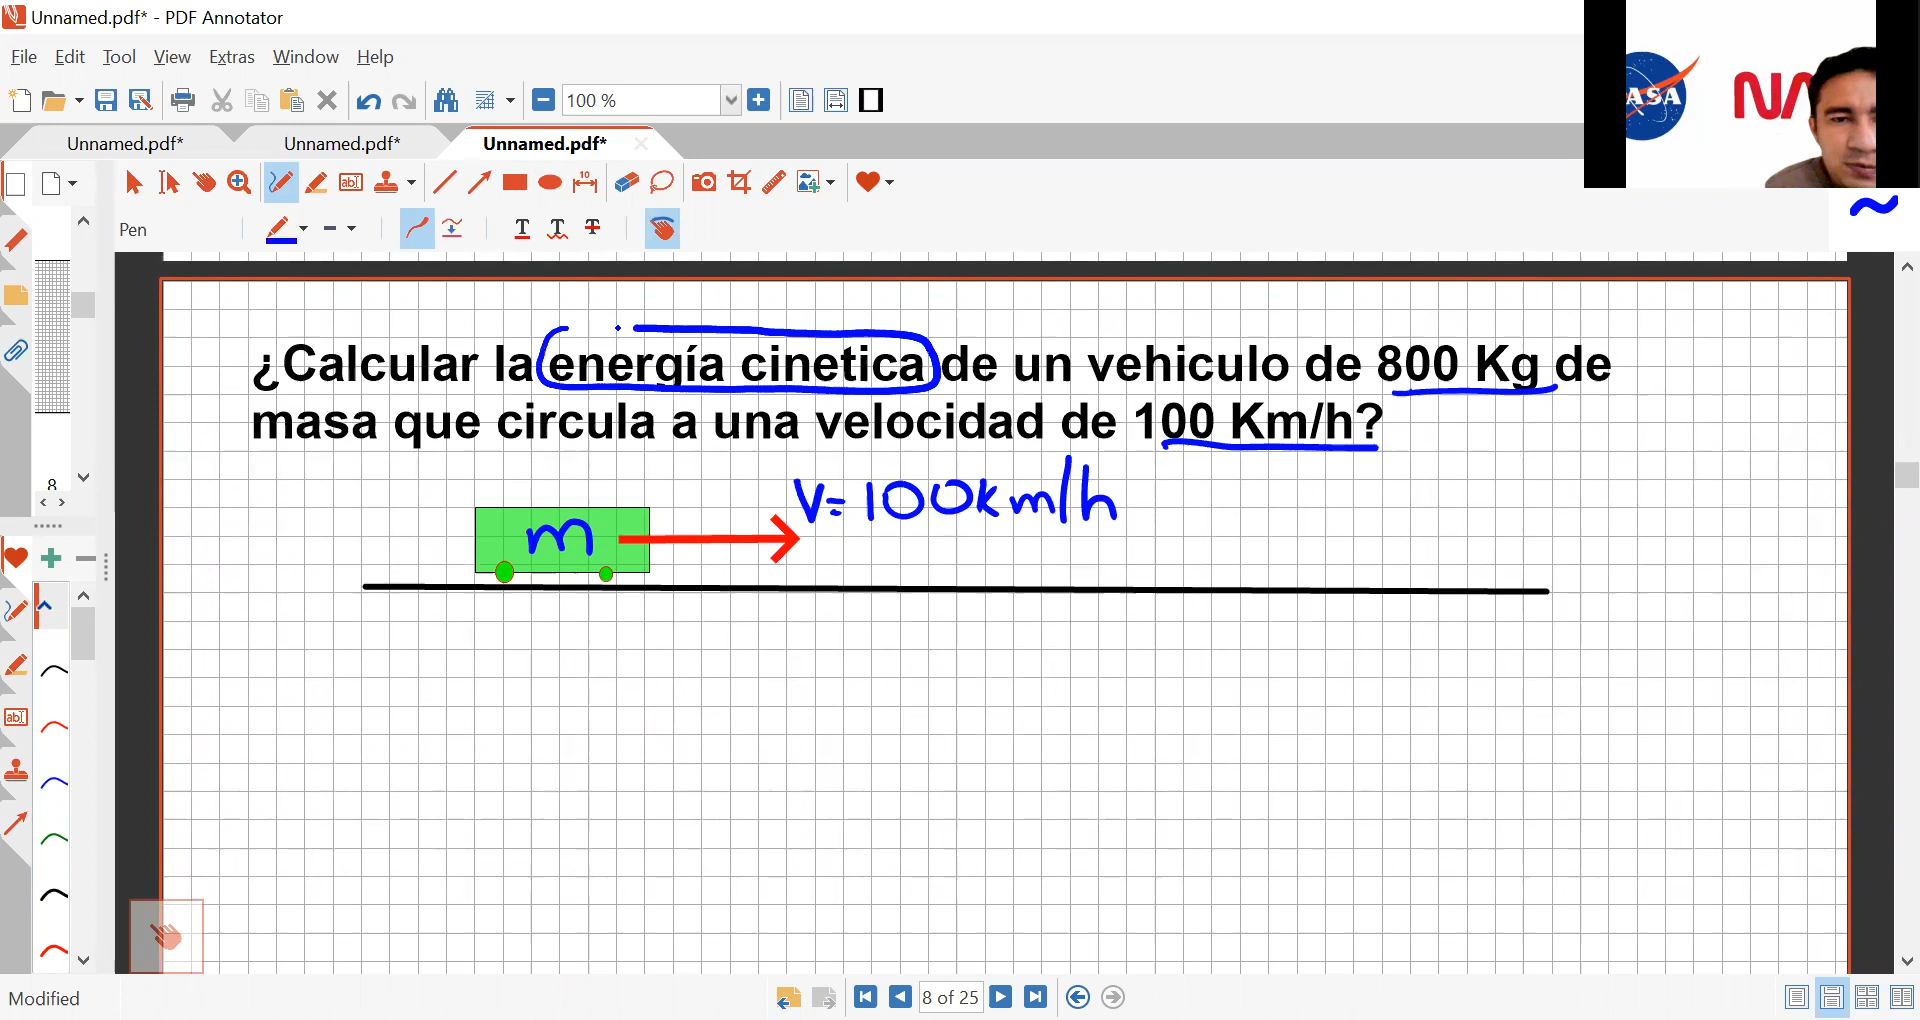 Unnamed.pdf* - PDF Annotator
File Edit Tool View Extras Window Help
100 %
Unnamed.pdf* Unnamed.pdf* Unnamed.pdf*
Pen
¿Calcular la energía cinetica de un vehiculo de 800 Kg de
masa que circula a una velocidad de 100 Km/h?
V=100km/h
m
8
Modified
8 of 25